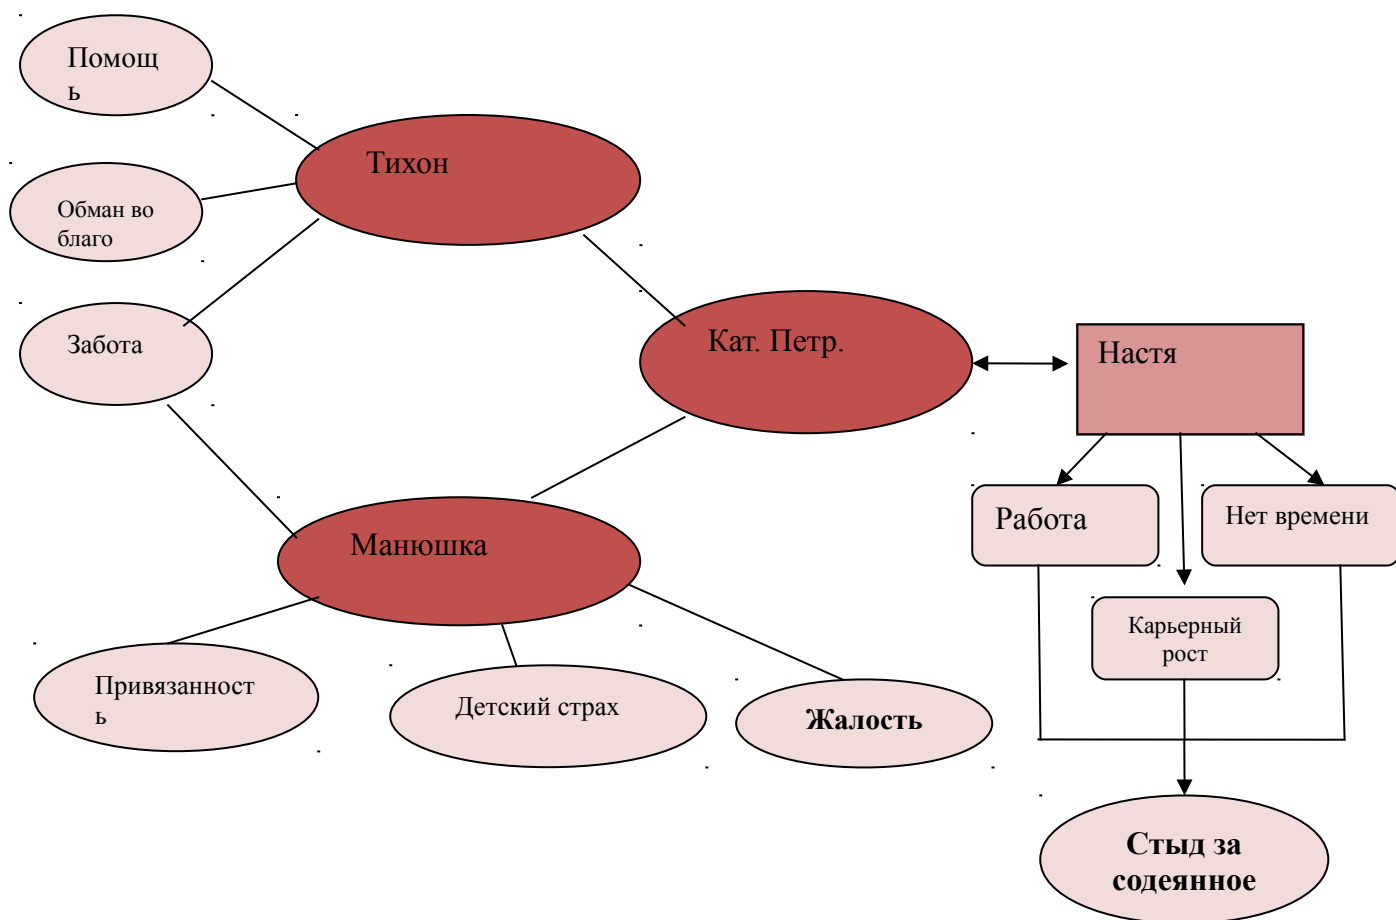 Помощ
ь
Тихон
Обман во
благо
Забота
Кат. Петр.
Настя
Работа
Нет времени
Манюшка
Карьерный
рост
Привязанност
ь
Детский страх
Жалость
Стыд за
содеянное